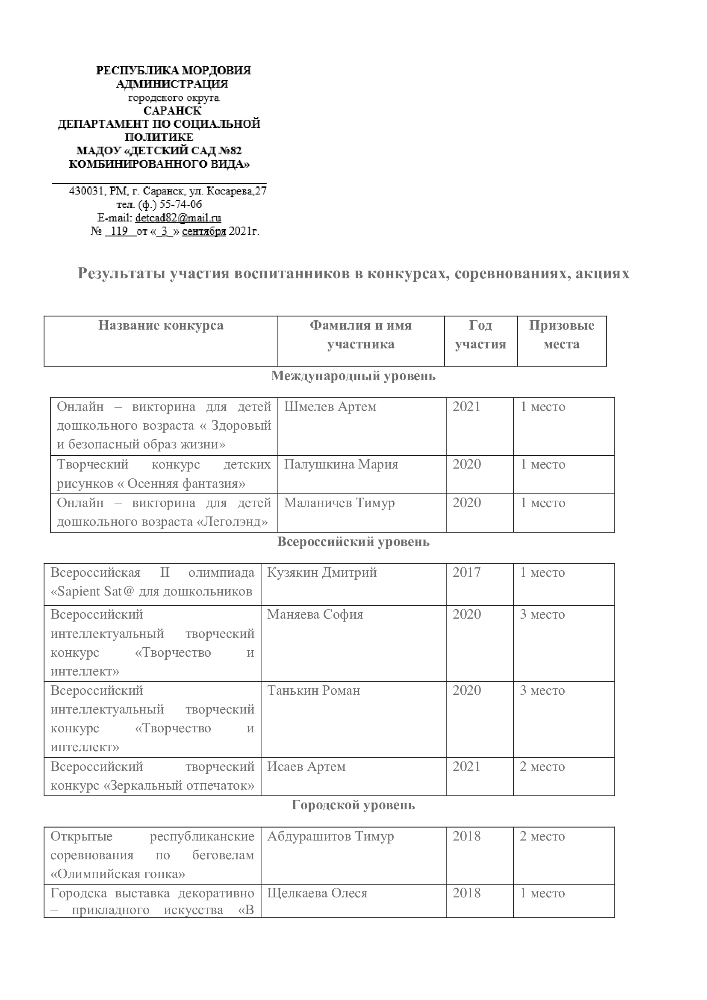 РЕСПУБЛИКА МОРДОВИЯ
АДМИНИСТРАЦИЯ
городского округа
САРАНСК
ДЕПАРТАМЕНТ ПО СОЦИАЛЬНОЙ
ПОЛИТИКЕ
МАДОУ «ДЕТСКИЙ САД №82
КОМБИНИРОВАННОГО ВИДА»
430031, РМ, г. Саранск, ул. Косарева,27
тел. (ф.) 55-74-06
E-mail: detcad82@mail.ru
№ _119_ от «_3_» сентября 2021г.
Результаты участия воспитанников в конкурсах, соревнованиях, акциях
Название конкурса Фамилия и имя Год Призовые
участника участия места
Международный уровень
Онлайн – викторина для детей Шмелев Артем 2021 1 место
дошкольного возраста « Здоровый
и безопасный образ жизни»
Творческий конкурс детских Палушкина Мария 2020 1 место
рисунков « Осенняя фантазия»
Онлайн – викторина для детей Маланичев Тимур 2020 1 место
дошкольного возраста «Леголэнд»
Всероссийский уровень
Всероссийская II олимпиада Кузякин Дмитрий 2017 1 место
«Sapient Sat@ для дошкольников
Всероссийский Маняева София 2020 3 место
интеллектуальный творческий
конкурс «Творчество и
интеллект»
Всероссийский Танькин Роман 2020 3 место
интеллектуальный творческий
конкурс «Творчество и
интеллект»
Всероссийский творческий Исаев Артем 2021 2 место
конкурс «Зеркальный отпечаток»
Городской уровень
Открытые республиканские Абдурашитов Тимур 2018 2 место
соревнования по беговелам
«Олимпийская гонка»
Городска выставка декоративно Щелкаева Олеся 2018 1 место
– прикладного искусства «В